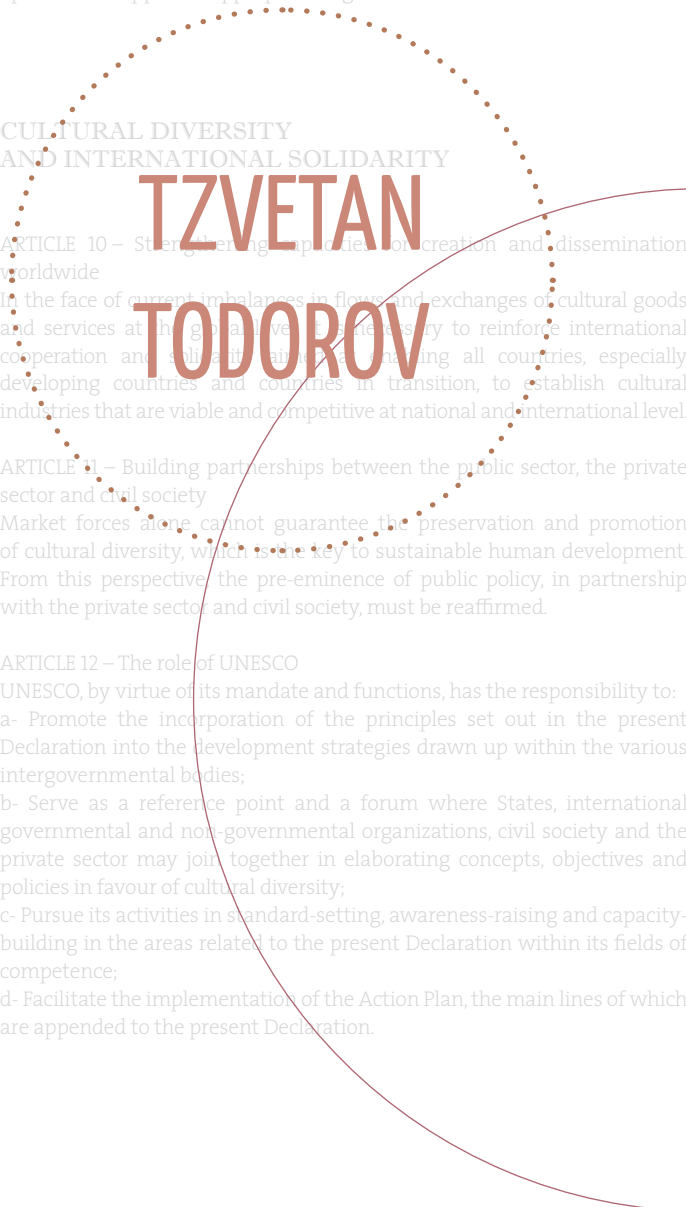 CULTURAL DIVERSITY
AND INTERNATIONAL SOLIDARITY
TZVETAN
ARTICLE 10 – Strengthening capacities for creation and dissemination
worldwide
In the face of current imbalances in flows and exchanges of cultural goods
TODOROV
and services at the global level, it is necessary to reinforce international
cooperation and solidarity aimed at enabling all countries, especially
developing countries and countries in transition, to establish cultural
industries that are viable and competitive at national and international level.
ARTICLE 11 – Building partnerships between the public sector, the private
sector and civil society
Market forces alone cannot guarantee the preservation and promotion
of cultural diversity, which is the key to sustainable human development.
From this perspective, the pre-eminence of public policy, in partnership
with the private sector and civil society, must be reaffirmed.
ARTICLE 12 – The role of UNESCO
UNESCO, by virtue of its mandate and functions, has the responsibility to:
a- Promote the incorporation of the principles set out in the present
Declaration into the development strategies drawn up within the various
intergovernmental bodies;
b- Serve as a reference point and a forum where States, international
governmental and non-governmental organizations, civil society and the
private sector may join together in elaborating concepts, objectives and
policies in favour of cultural diversity;
c- Pursue its activities in standard-setting, awareness-raising and capacity-
building in the areas related to the present Declaration within its fields of
competence;
d- Facilitate the implementation of the Action Plan, the main lines of which
are appended to the present Declaration.